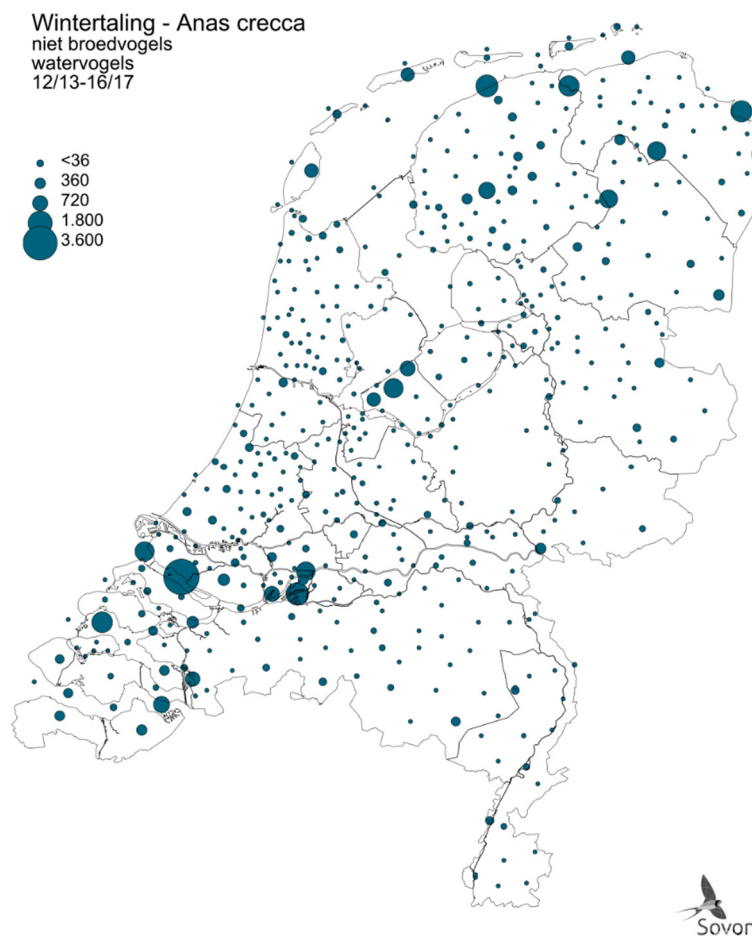 Wintertaling - Anas crecca
niet broedvogels
watervogels
12/13-16/17
<36
360
720
1.800
3.600
Sovon